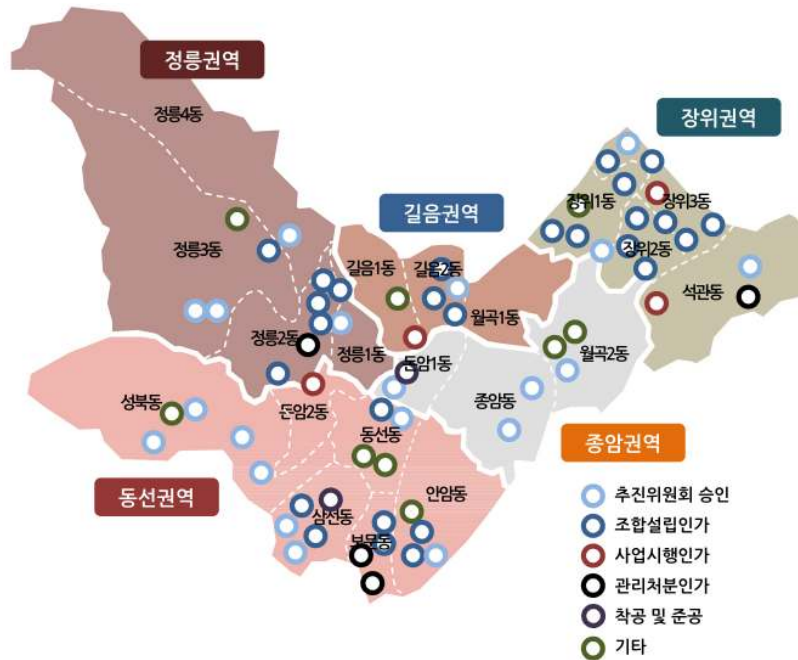 정릉권역
정릉4동
장위권역
장위1동
장위3동
길음권역
정릉3동
길음1동
길음2동
장위2동
석관동
월곡1동
정릉2동
정릉1동
돈암1동
월곡2동
성북동
돈암2동
종암동
동선동
종암권역
동선권역
안암동
삼선동
보문동
추진위원회 승인
조합설립인가
사업시행인가
관리처분인가
착공 및 준공
기타